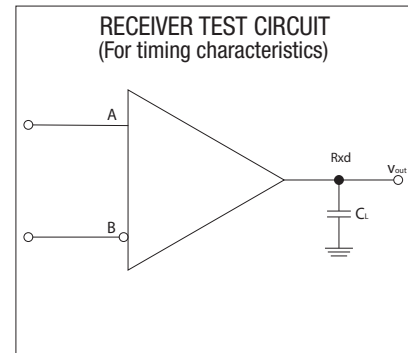 RECEIVER TEST CIRCUIT
(For timing characteristics)
A
Rxd
Vout
CL
B